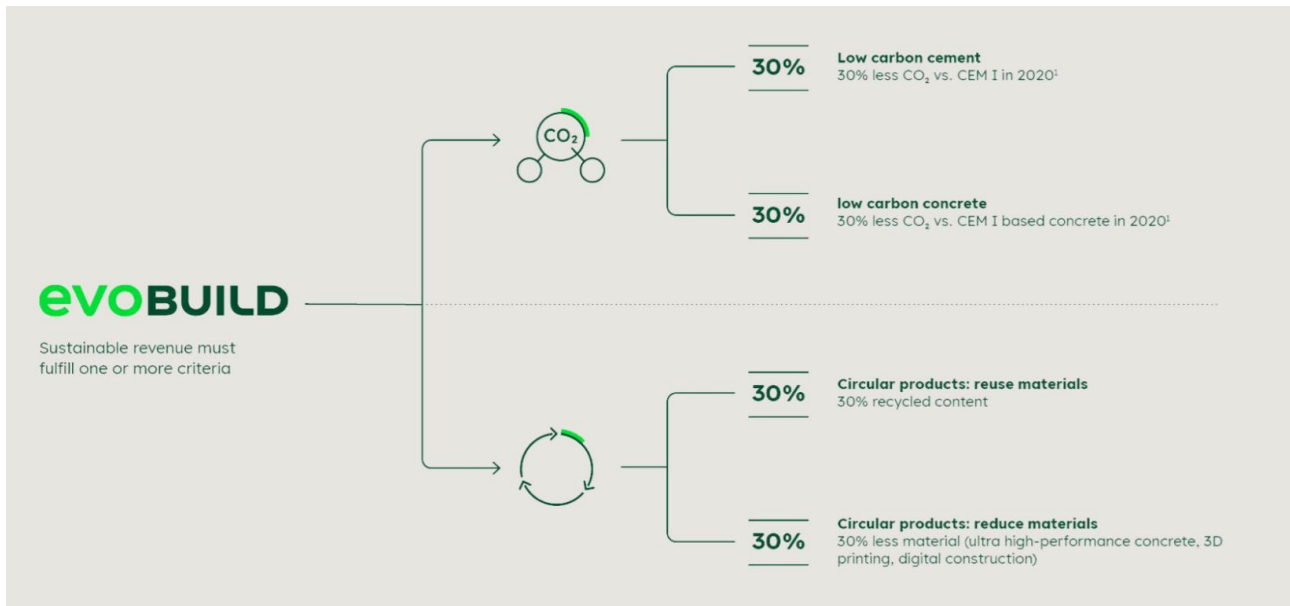 30%
Low carbon cement
30% less CO₂ vs. CEM I in 2020¹
CO₂
30%
low carbon concrete
30% less CO₂ vs. CEM I based concrete in 2020¹
evoBUILD
Sustainable revenue must
fulfill one or more criteria
30%
Circular products: reuse materials
30% recycled content
30%
Circular products: reduce materials
30% less material (ultra high-performance concrete, 3D
printing, digital construction)